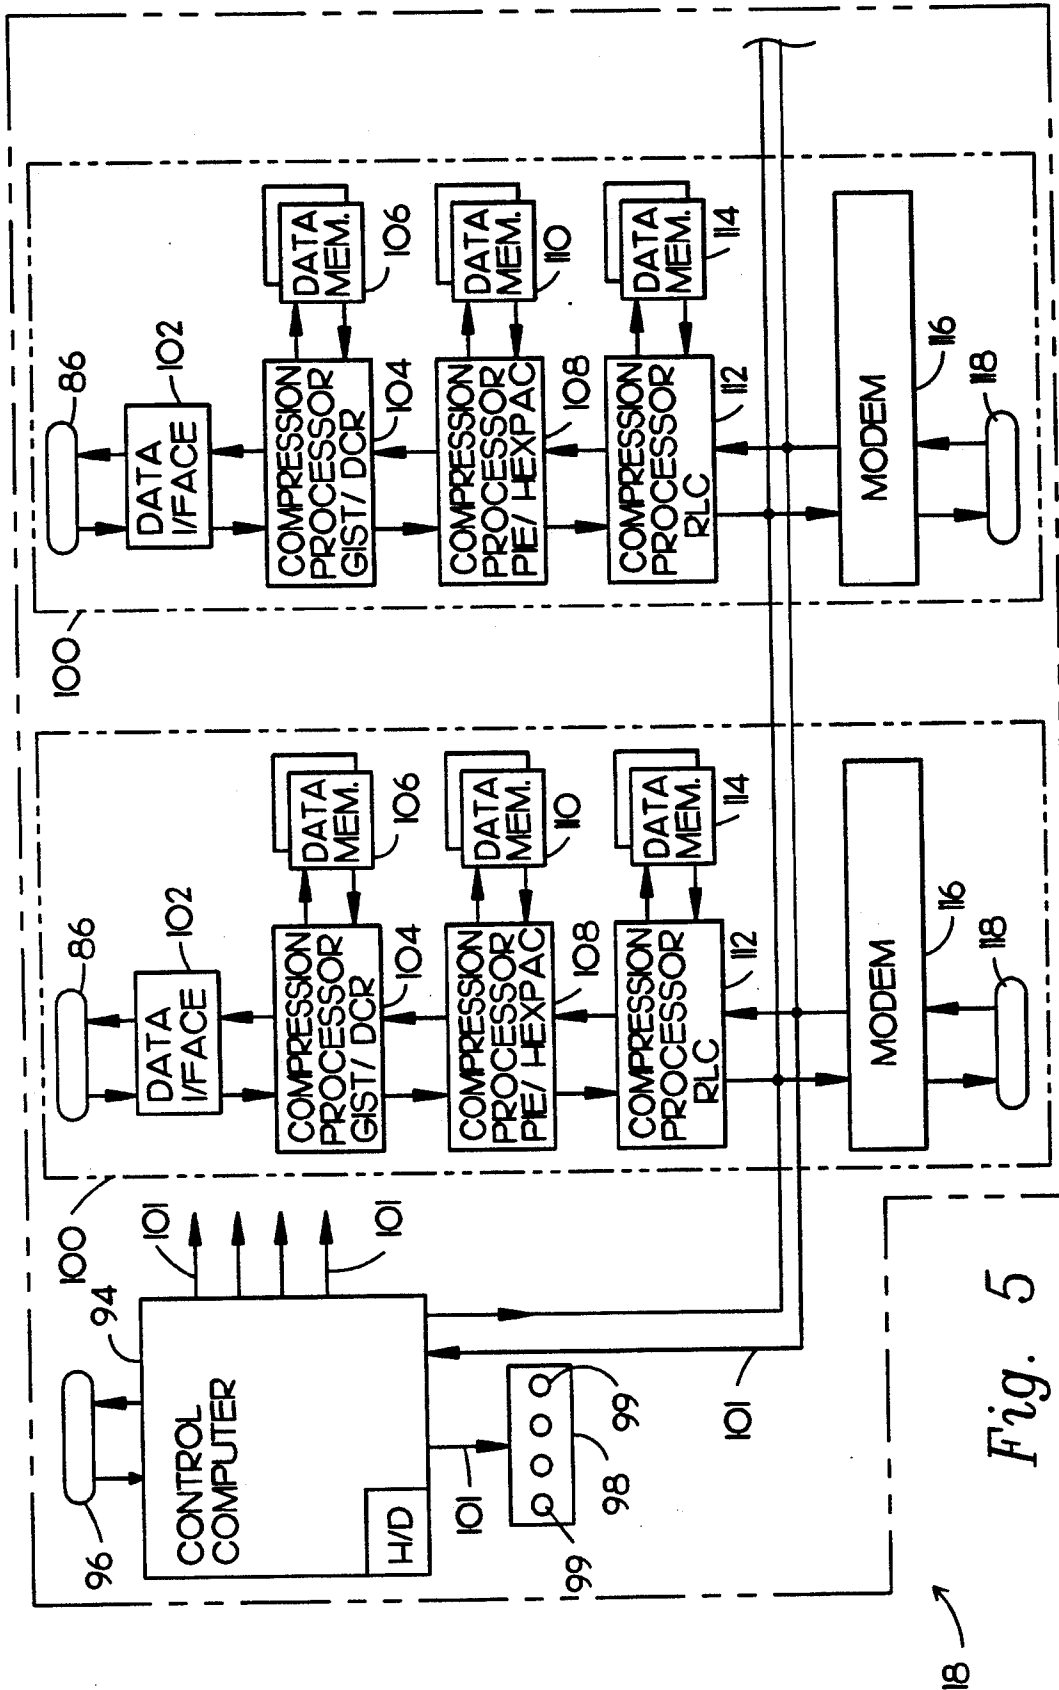 86
102
DATA
I/FACE
COMPRESSION
PROCESSOR
GIST/ DCR
104
DATA
MEM.
106
COMPRESSION
PROCESSOR
PIE/ HEXPAC
108
DATA
MEM.
110
COMPRESSION
PROCESSOR
RLC
112
DATA
MEM.
114
MODEM
116
118
100
86
102
DATA
I/FACE
COMPRESSION
PROCESSOR
GIST/ DCR
104
DATA
MEM.
106
COMPRESSION
PROCESSOR
PIE/ HEXPAC
108
DATA
MEM.
110
COMPRESSION
PROCESSOR
RLC
112
DATA
MEM.
114
MODEM
116
118
100
96
94
CONTROL
COMPUTER
H/D
101
101
101
101
99
99
98
18
Fig. 5